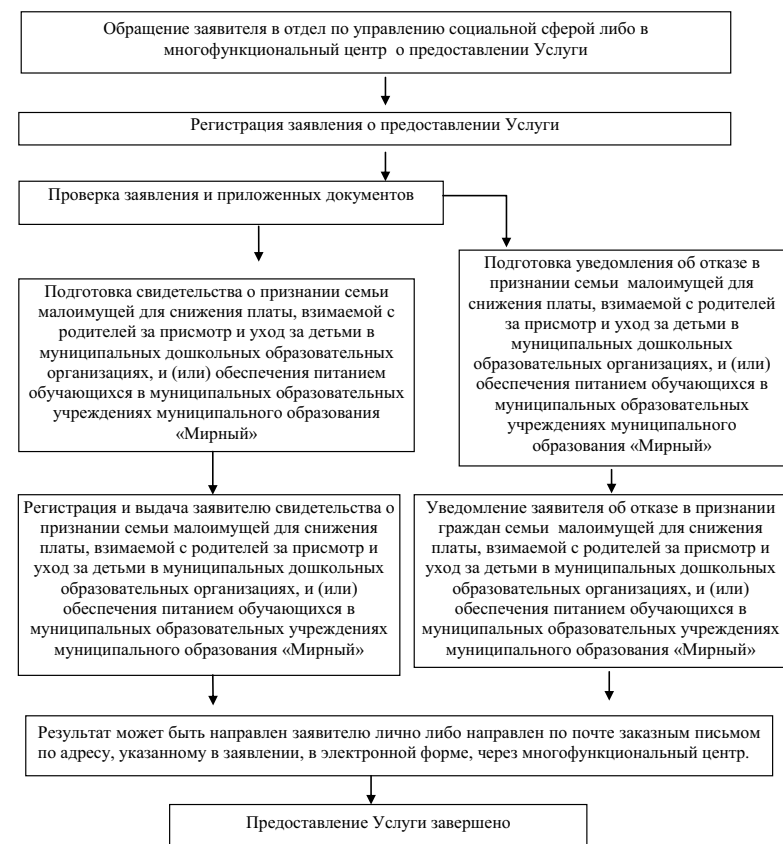 Обращение заявителя в отдел по управлению социальной сферой либо в
многофункциональный центр о предоставлении Услуги
Регистрация заявления о предоставлении Услуги
Проверка заявления и приложенных документов
Подготовка свидетельства о признании семьи
малоимущей для снижения платы, взимаемой с
родителей за присмотр и уход за детьми в
муниципальных дошкольных образовательных
организациях, и (или) обеспечения питанием
обучающихся в муниципальных образовательных
учреждениях муниципального образования
«Мирный»
Подготовка уведомления об отказе в
признании семьи малоимущей для
снижения платы, взимаемой с родителей
за присмотр и уход за детьми в
муниципальных дошкольных
образовательных организациях, и (или)
обеспечения питанием обучающихся в
муниципальных образовательных
учреждениях муниципального
образования «Мирный»
Регистрация и выдача заявителю свидетельства о
признании семьи малоимущей для снижения
платы, взимаемой с родителей за присмотр и
уход за детьми в муниципальных дошкольных
образовательных организациях, и (или)
обеспечения питанием обучающихся в
муниципальных образовательных учреждениях
муниципального образования «Мирный»
Уведомление заявителя об отказе в признании
граждан семьи малоимущей для снижения
платы, взимаемой с родителей за присмотр и
уход за детьми в муниципальных дошкольных
образовательных организациях, и (или)
обеспечения питанием обучающихся в
муниципальных образовательных учреждениях
муниципального образования «Мирный»
Результат может быть направлен заявителю лично либо направлен по почте заказным письмом
по адресу, указанному в заявлении, в электронной форме, через многофункциональный центр.
Предоставление Услуги завершено